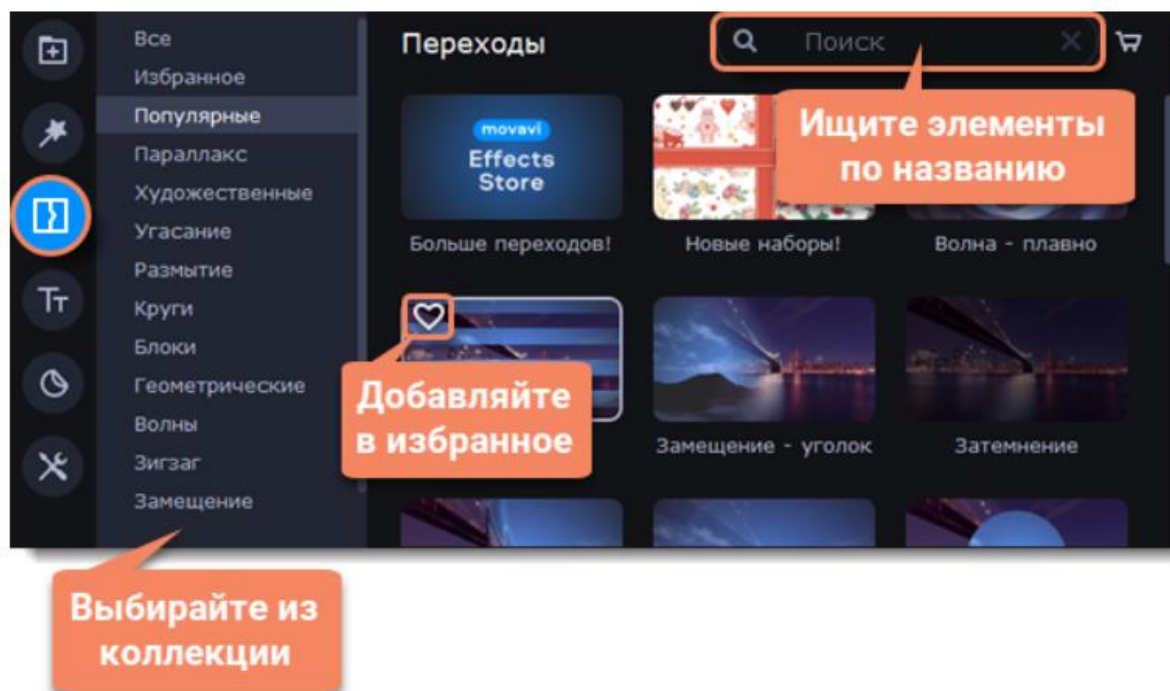 Все
Избранное
Популярные
Параллакс
Художественные
Угасание
Размытие
Круги
Блоки
Геометрические
Волны
Зигзаг
Замещение
Переходы
Поиск
Ищите элементы
по названию
movavi
Effects
Store
Больше переходов!
Новые наборы!
Волна - плавно
Добавляйте
в избранное
Замещение - уголок
Затемнение
Выбирайте из
коллекции
Тт